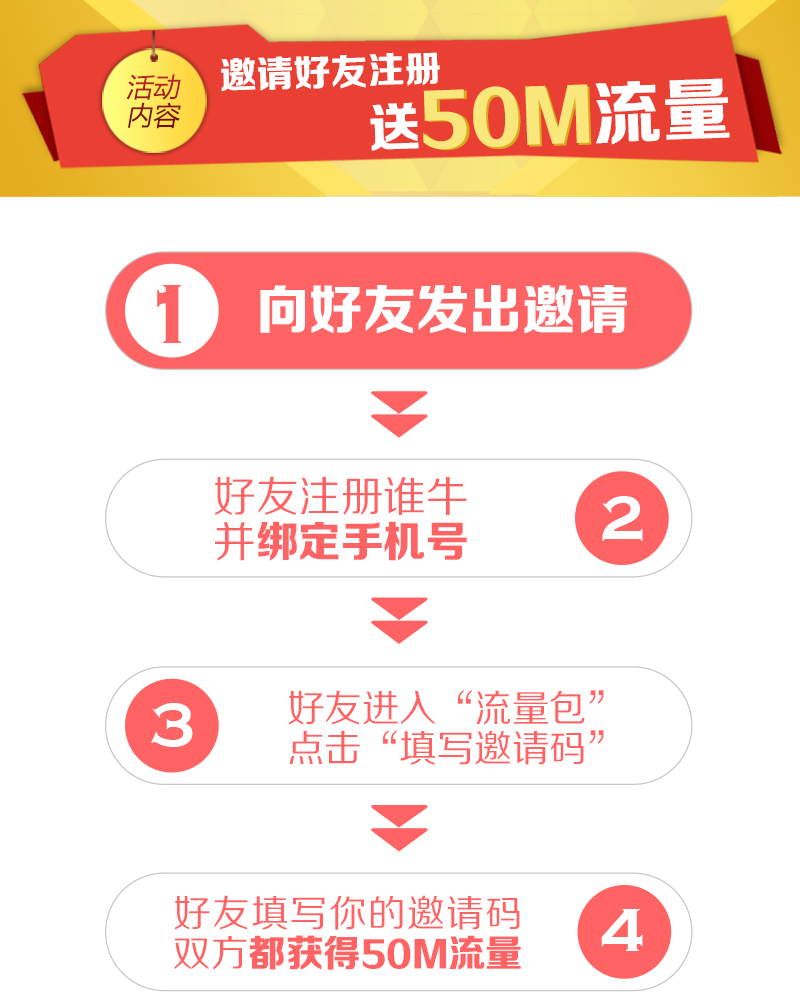 活动
内容
邀请好友注册
送50M流量
1
向好友发出邀请
好友注册谁牛
并绑定手机号
2
3
好友进入“流量包”
点击“填写邀请码”
好友填写你的邀请码
双方都获得50M流量
4